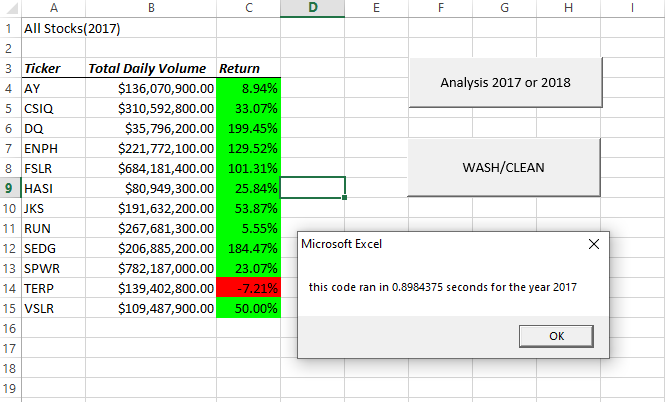 A B C D E F G H I
1 All Stocks(2017)
2
3 Ticker Total Daily Volume Return
4 AY $136,070,900.00 8.94%
5 CSIQ $310,592,800.00 33.07%
6 DQ $35,796,200.00 199.45%
7 ENPH $221,772,100.00 129.52%
8 FSLR $684,181,400.00 101.31%
9 HASI $80,949,300.00 25.84%
10 JKS $191,632,200.00 53.87%
11 RUN $267,681,300.00 5.55%
12 SEDG $206,885,200.00 184.47%
13 SPWR $782,187,000.00 23.07%
14 TERP $139,402,800.00 -7.21%
15 VSLR $109,487,900.00 50.00%
16
17
18
19
Analysis 2017 or 2018
WASH/CLEAN
Microsoft Excel
this code ran in 0.8984375 seconds for the year 2017
OK